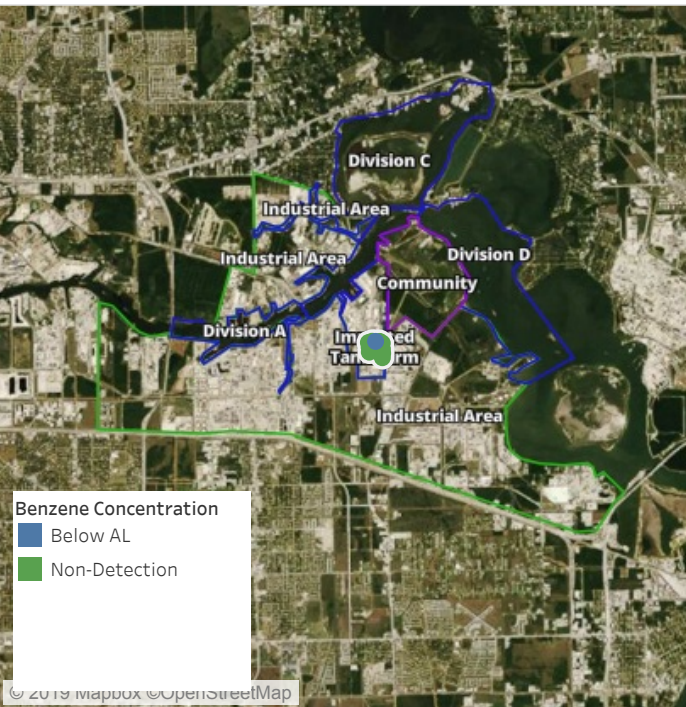 Division C
Industrial Area
Division D
Industrial Area
Community
Division A
Industrial Area
Benzene Concentration
Below AL
Non-Detection
© 2019 Mapbox ©OpenStreetMap